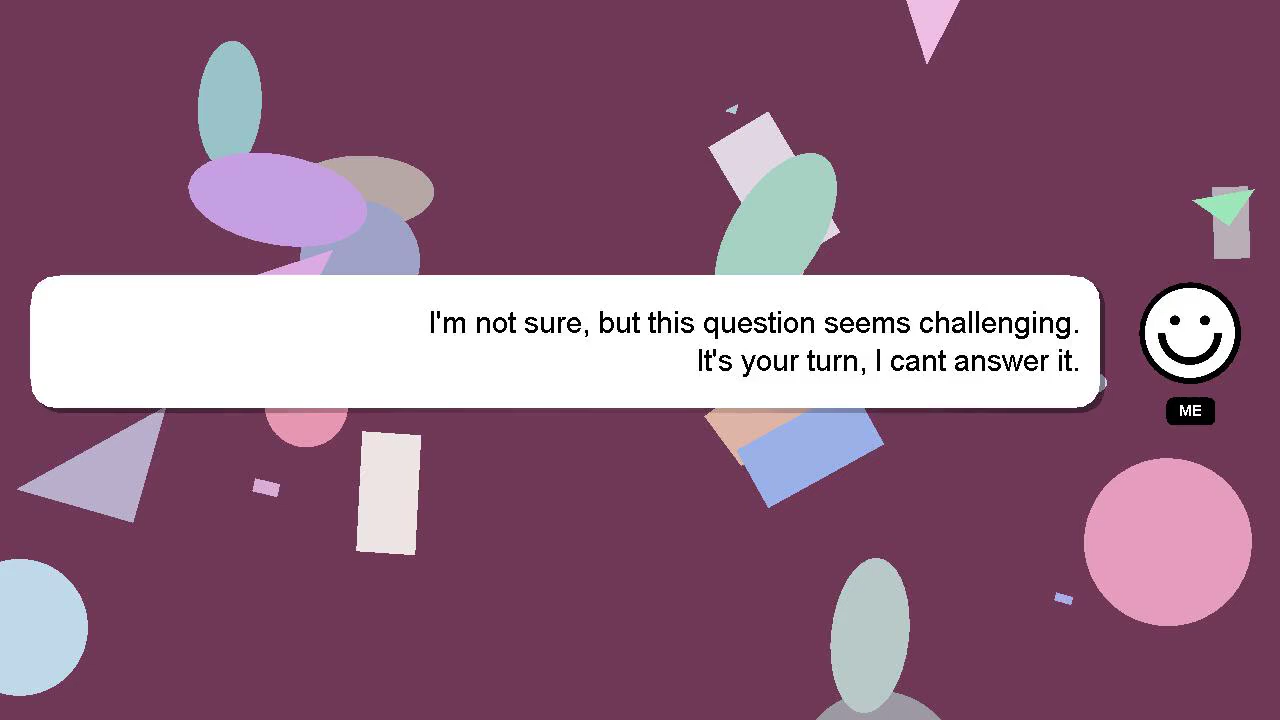 I'm not sure, but this question seems challenging.
It's your turn, I cant answer it.
ME